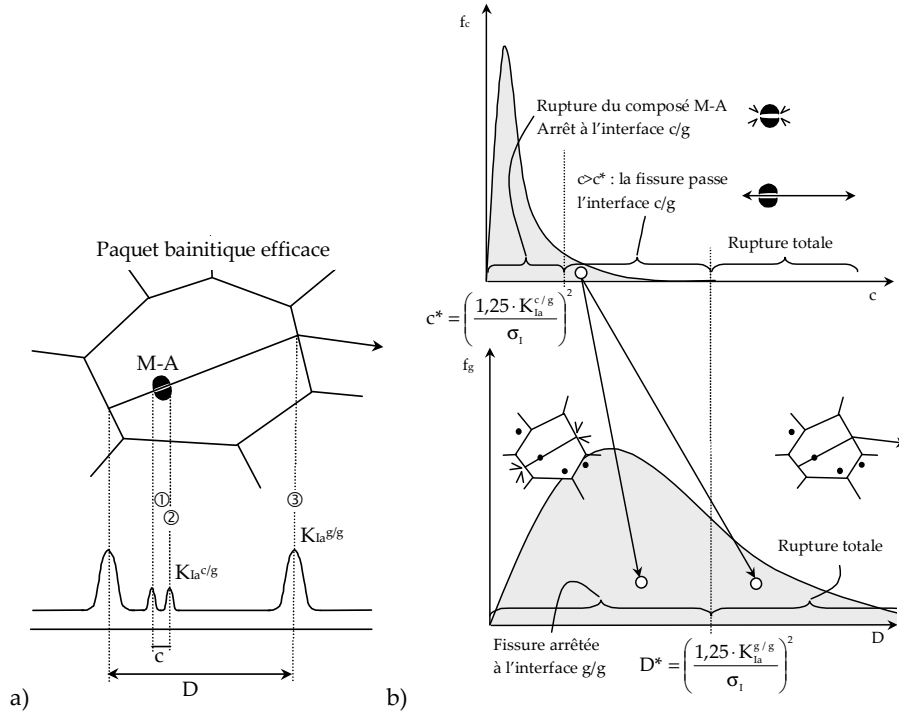 Paquet bainitique efficace
M-A
①
②
③
K_Ia^g/g
K_Ia^c/g
c
D
a)
f_c
Rupture du composé M-A
Arrêt à l'interface c/g
c>c* : la fissure passe
l'interface c/g
Rupture totale
c
c* = (1,25 · K_Ia^c/g / σ_I)^2
f_g
Rupture totale
D
Fissure arrêtée
à l'interface g/g
D* = (1,25 · K_Ia^g/g / σ_I)^2
b)